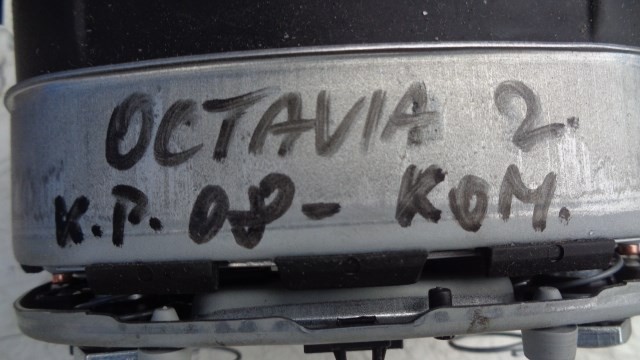 OCTAVIA 2.
K.P. 08- KOM.